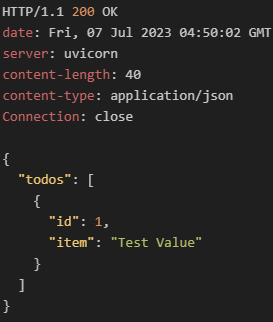 HTTP/1.1 200 OK
date: Fri, 07 Jul 2023 04:50:02 GMT
server: uvicorn
content-length: 40
content-type: application/json
Connection: close

{
  "todos": [
    {
      "id": 1,
      "item": "Test Value"
    }
  ]
}